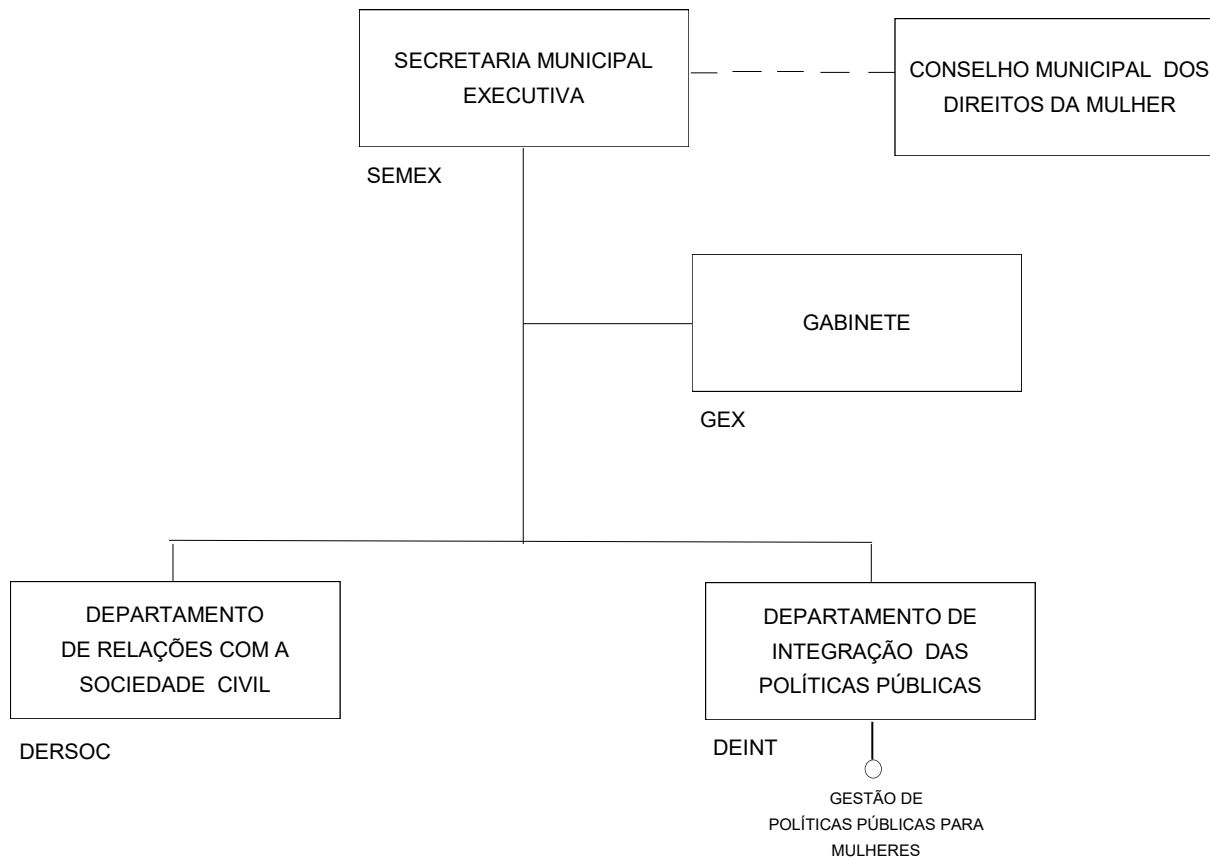 SECRETARIA MUNICIPAL
EXECUTIVA
CONSELHO MUNICIPAL DOS
DIREITOS DA MULHER
SEMEX
GABINETE
GEX
DEPARTAMENTO
DE RELAÇÕES COM A
SOCIEDADE CIVIL
DERSOC
DEPARTAMENTO DE
INTEGRAÇÃO DAS
POLÍTICAS PÚBLICAS
DEINT
GESTÃO DE
POLÍTICAS PÚBLICAS PARA
MULHERES